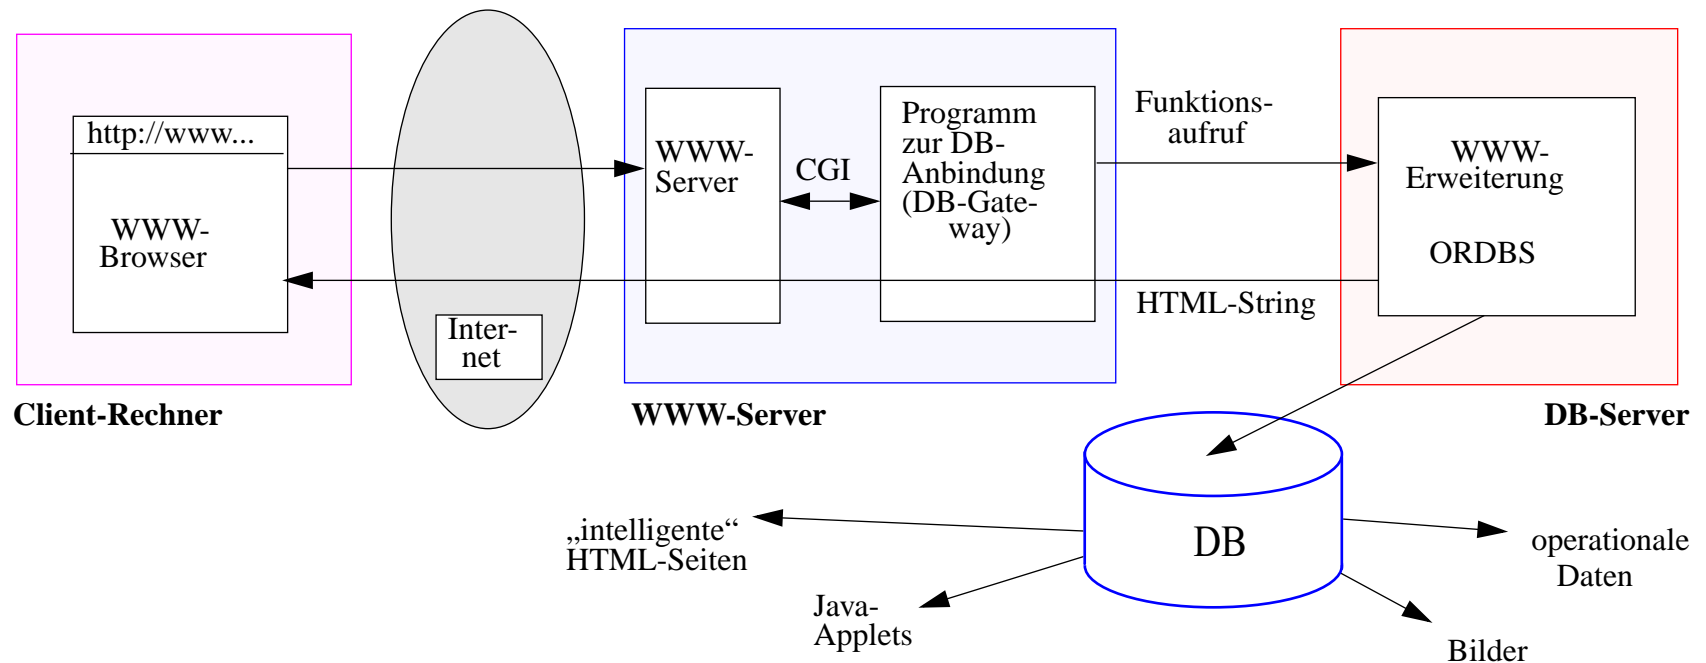 http://www...
WWW-
Browser
Client-Rechner
Inter-
net
WWW-
Server
CGI
Programm
zur DB-
Anbindung
(DB-Gate-
way)
WWW-Server
Funktions-
aufruf
HTML-String
WWW-
Erweiterung
ORDBS
DB-Server
DB
„intelligente“
HTML-Seiten
Java-
Applets
operationale
Daten
Bilder